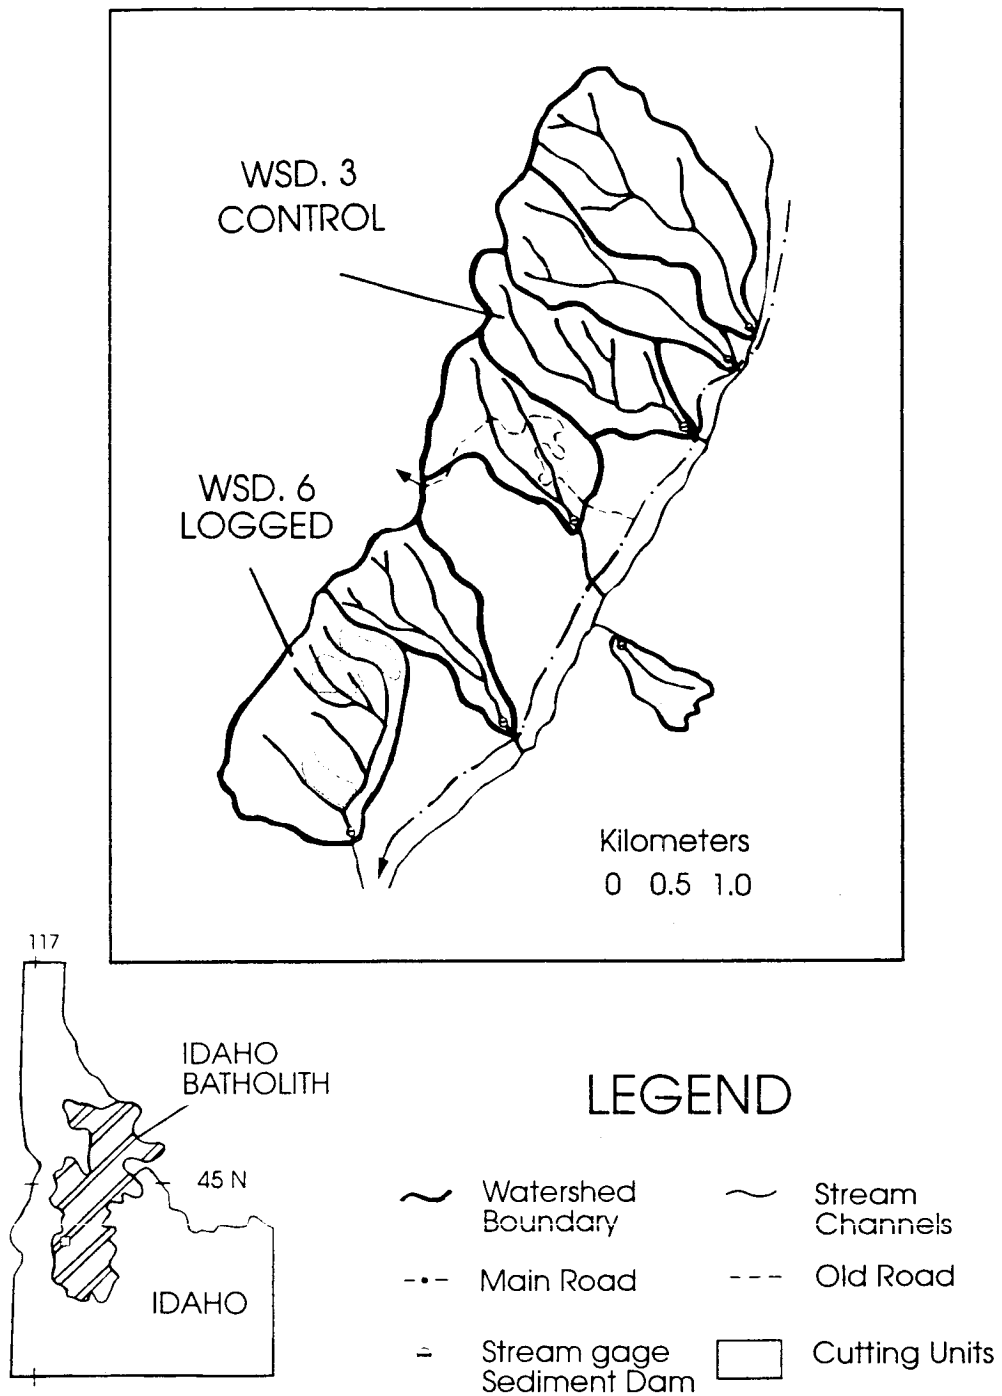 WSD. 3
CONTROL
WSD. 6
LOGGED
Kilometers
0 0.5 1.0
117
IDAHO
BATHOLITH
45 N
IDAHO
LEGEND
Watershed
Boundary
Stream
Channels
Main Road
Old Road
Stream gage
Sediment Dam
Cutting Units